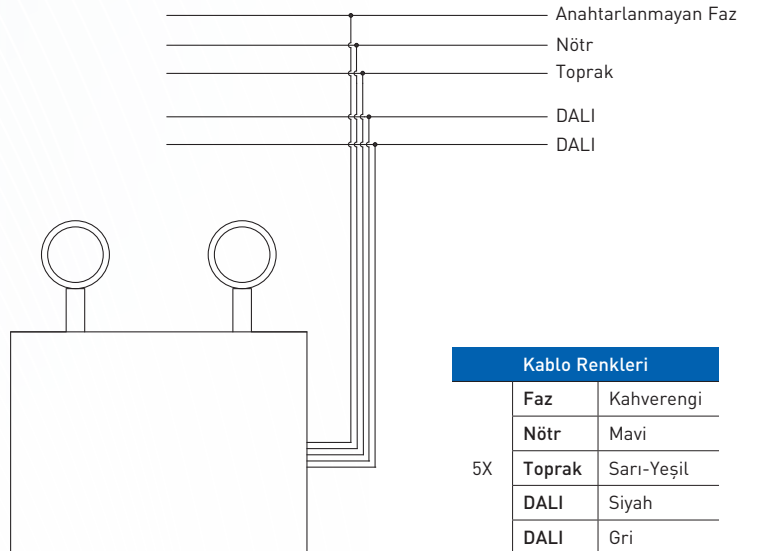 Anahtarlanmayan Faz
Nötr
Toprak
DALI
DALI
Kablo Renkleri
5X
Faz Kahverengi
Nötr Mavi
Toprak Sarı-Yeşil
DALI Siyah
DALI Gri